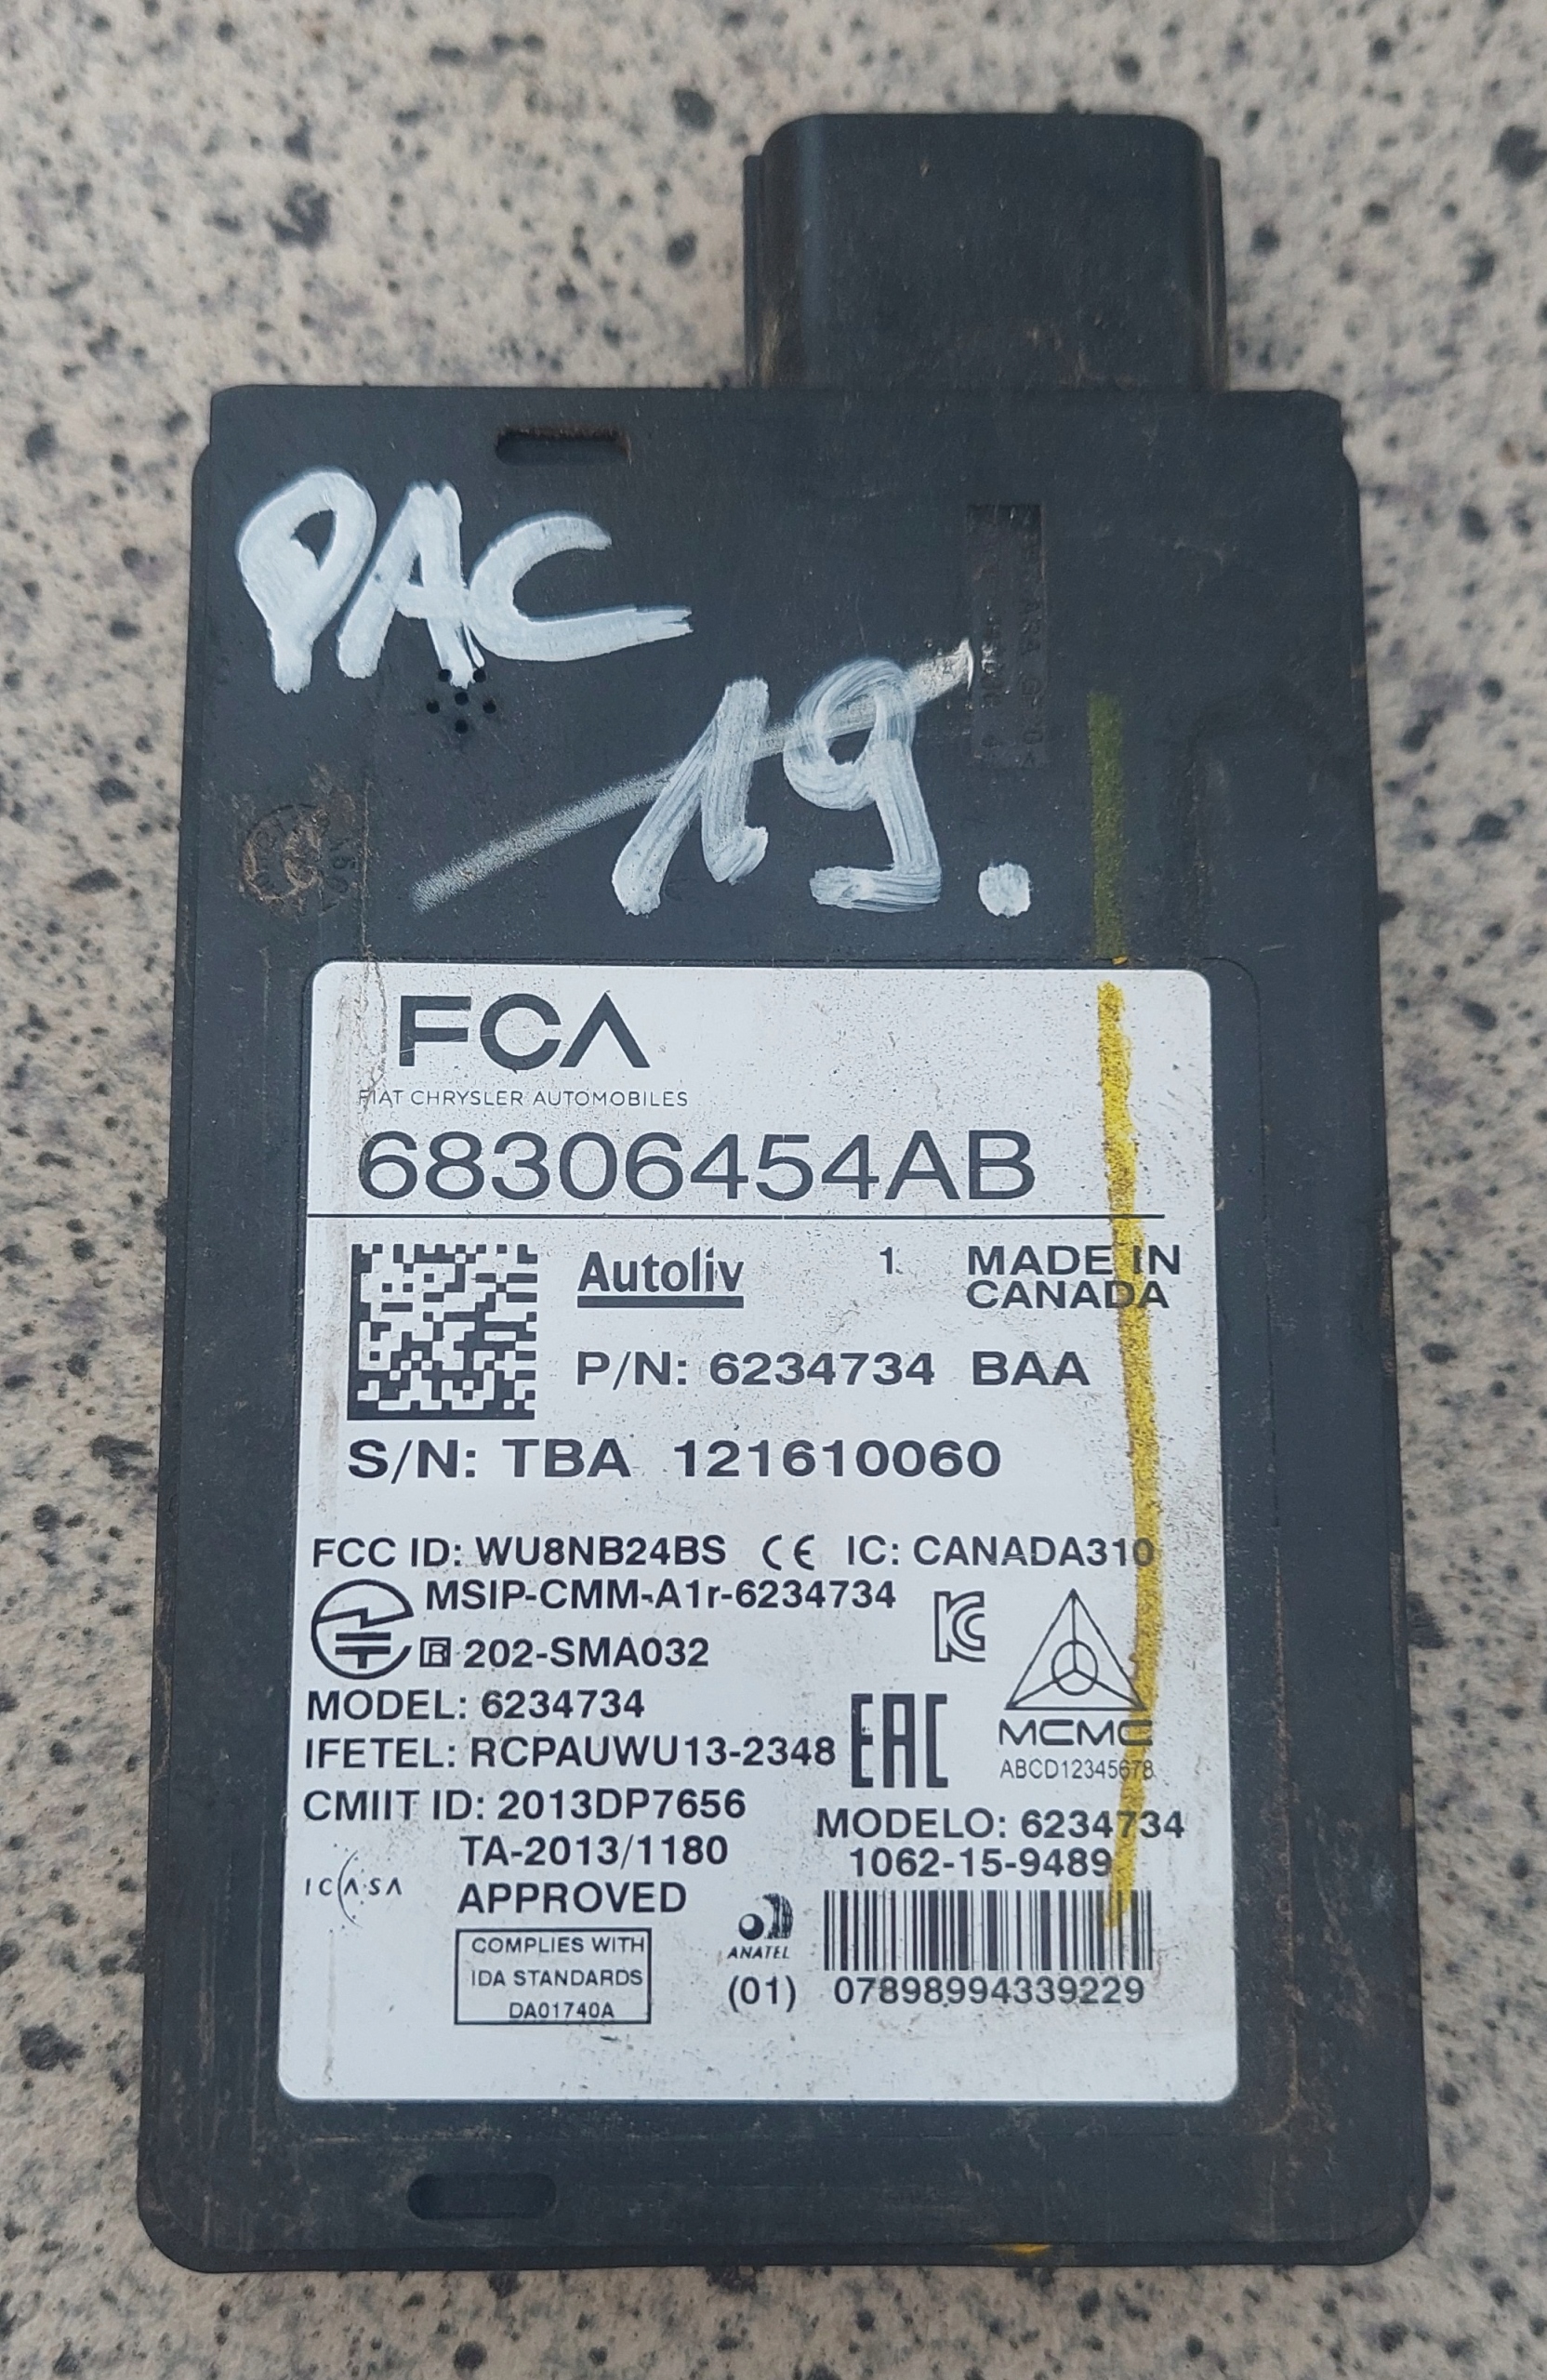 PAC
19.
FCA
FIAT CHRYSLER AUTOMOBILES
68306454AB
Autoliv 1 MADE IN
CANADA
P/N: 6234734 BAA
S/N: TBA 121610060
FCC ID: WU8NB24BS CE IC: CANADA310
MSIP-CMM-A1r-6234734
R 202-SMA032
MODEL: 6234734
IFETEL: RCPAUWU13-2348 EAC
MCMC
ABCD12345678
CMIIT ID: 2013DP7656
MODELO: 6234734
TA-2013/1180
1062-15-9489
ICASA
APPROVED
ANATEL
COMPLIES WITH
IDA STANDARDS
DA01740A
(01) 07898994339229